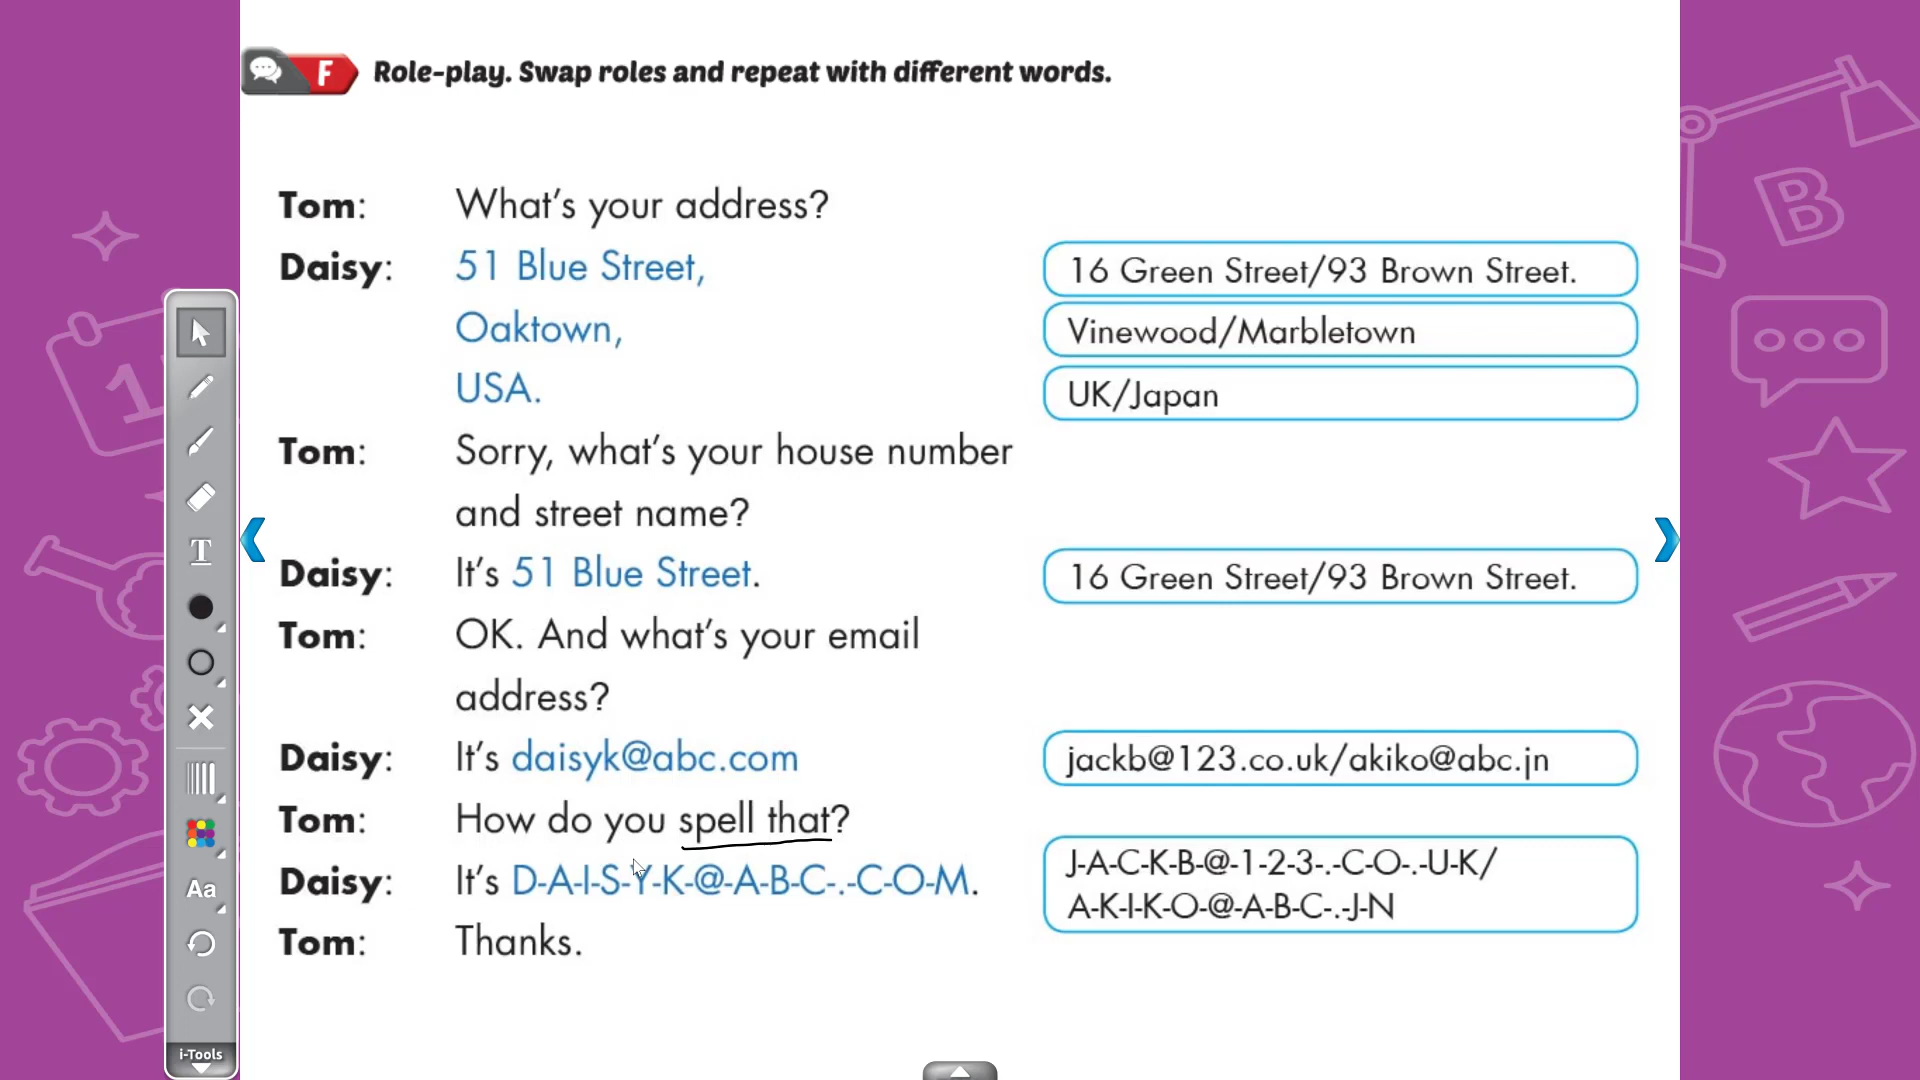 F Role-play. Swap roles and repeat with different words.
Tom: What's your address?
Daisy: 51 Blue Street,
Oaktown,
USA.
16 Green Street/93 Brown Street.
Vinewood/Marbletown
UK/Japan
Tom: Sorry, what's your house number
and street name?
Daisy: It's 51 Blue Street.
16 Green Street/93 Brown Street.
Tom: OK. And what's your email
address?
Daisy: It's daisyk@abc.com
jackb@123.co.uk/akiko@abc.jn
Tom: How do you spell that?
Daisy: It's D-A-I-S-Y-K-@-A-B-C-.-C-O-M.
J-A-C-K-B-@-1-2-3-.-C-O-.-U-K/
A-K-I-K-O-@-A-B-C-.-J-N
Tom: Thanks.
T
Aa
i-Tools
1
B